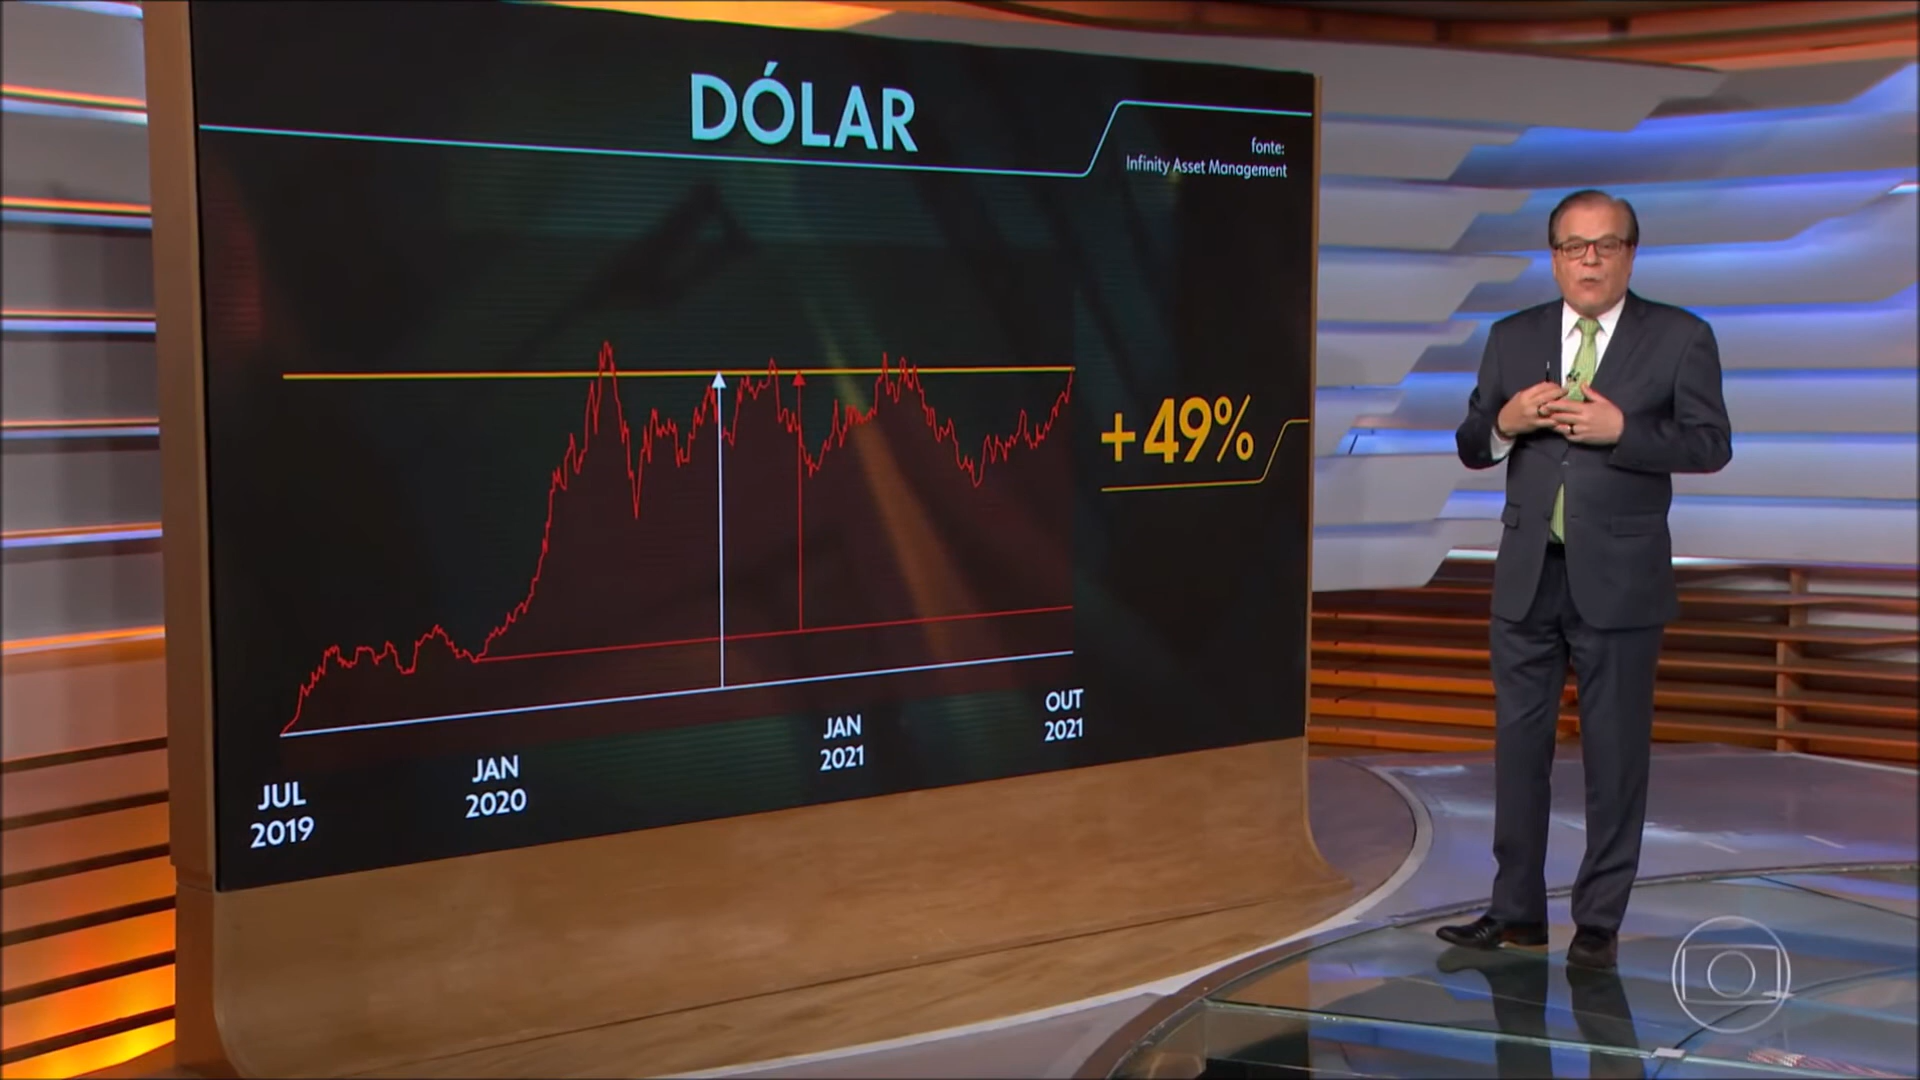 DÓLAR
fonte:
Infinity Asset Management
+49%
JUL
2019
JAN
2020
JAN
2021
OUT
2021